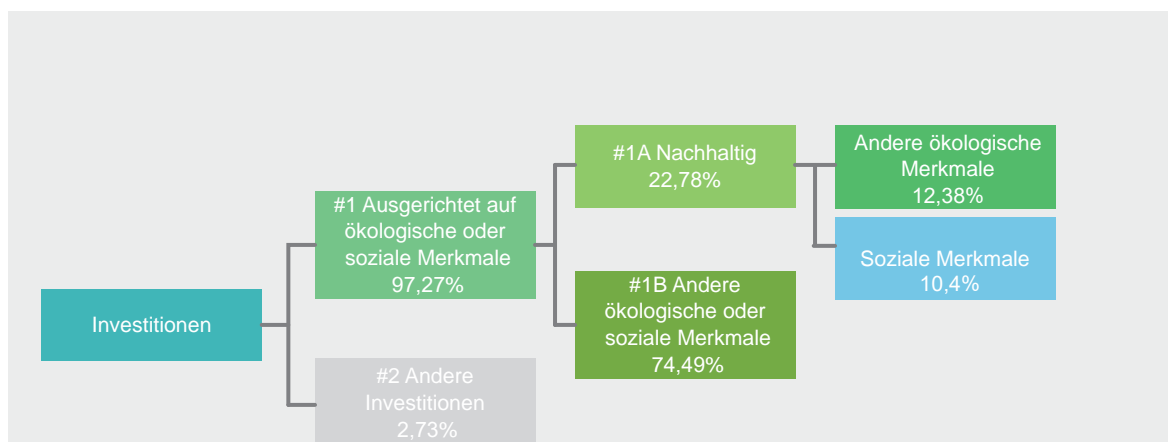 Investitionen
#1 Ausgerichtet auf
ökologische oder
soziale Merkmale
97,27%
#2 Andere
Investitionen
2,73%
#1A Nachhaltig
22,78%
#1B Andere
ökologische oder
soziale Merkmale
74,49%
Andere ökologische
Merkmale
12,38%
Soziale Merkmale
10,4%